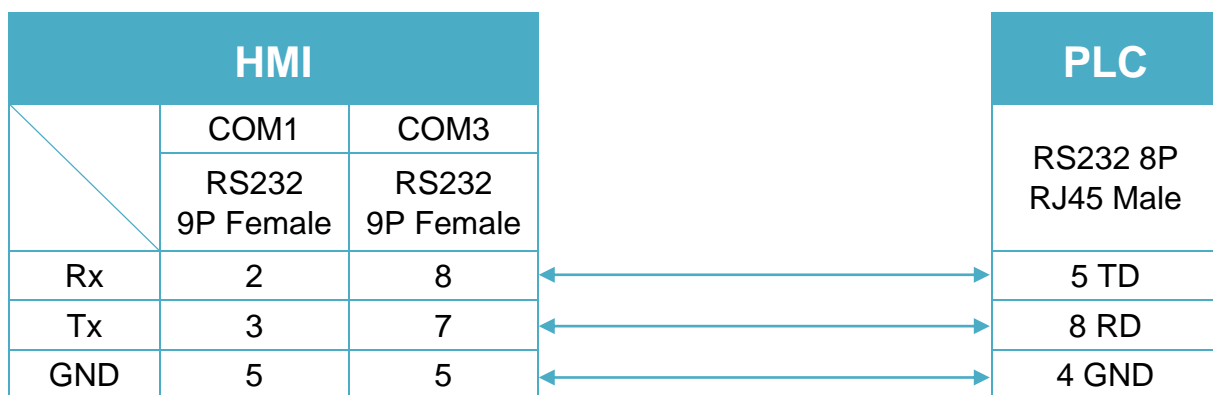 HMI
PLC
COM1 COM3
RS232 8P
RJ45 Male
RS232 RS232
9P Female 9P Female
Rx 2 8 5 TD
Tx 3 7 8 RD
GND 5 5 4 GND